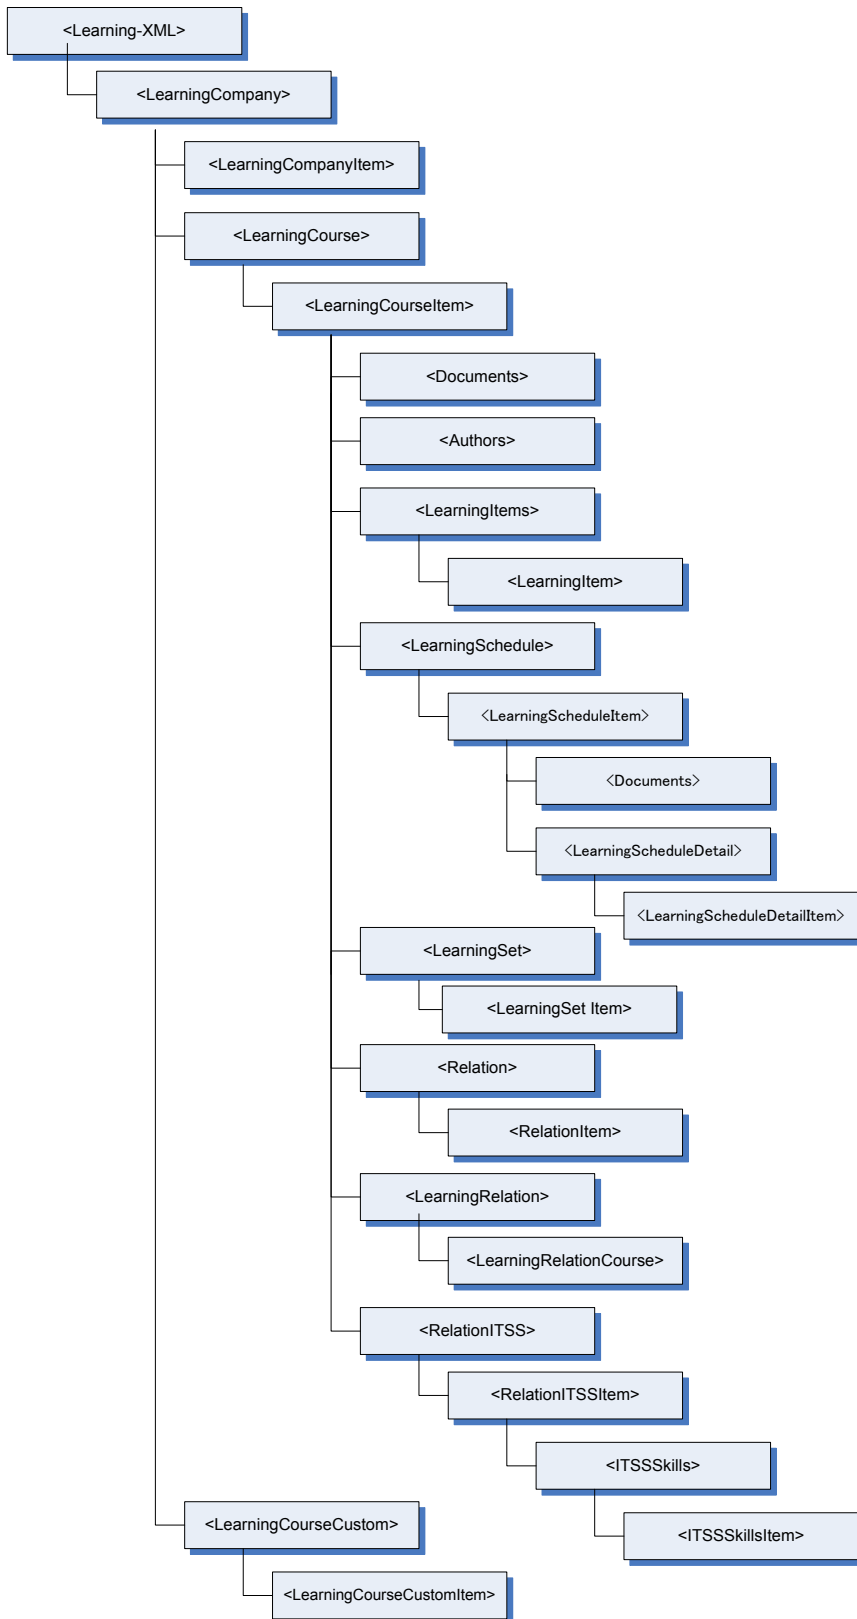 <Learning-XML>
<LearningCompany>
<LearningCompanyItem>
<LearningCourse>
<LearningCourseItem>
<Documents>
<Authors>
<LearningItems>
<LearningItem>
<LearningSchedule>
<LearningScheduleItem>
<Documents>
<LearningScheduleDetail>
<LearningScheduleDetailItem>
<LearningSet>
<LearningSet Item>
<Relation>
<RelationItem>
<LearningRelation>
<LearningRelationCourse>
<RelationITSS>
<RelationITSSItem>
<ITSSSkills>
<LearningCourseCustom>
<ITSSSkillsItem>
<LearningCourseCustomItem>